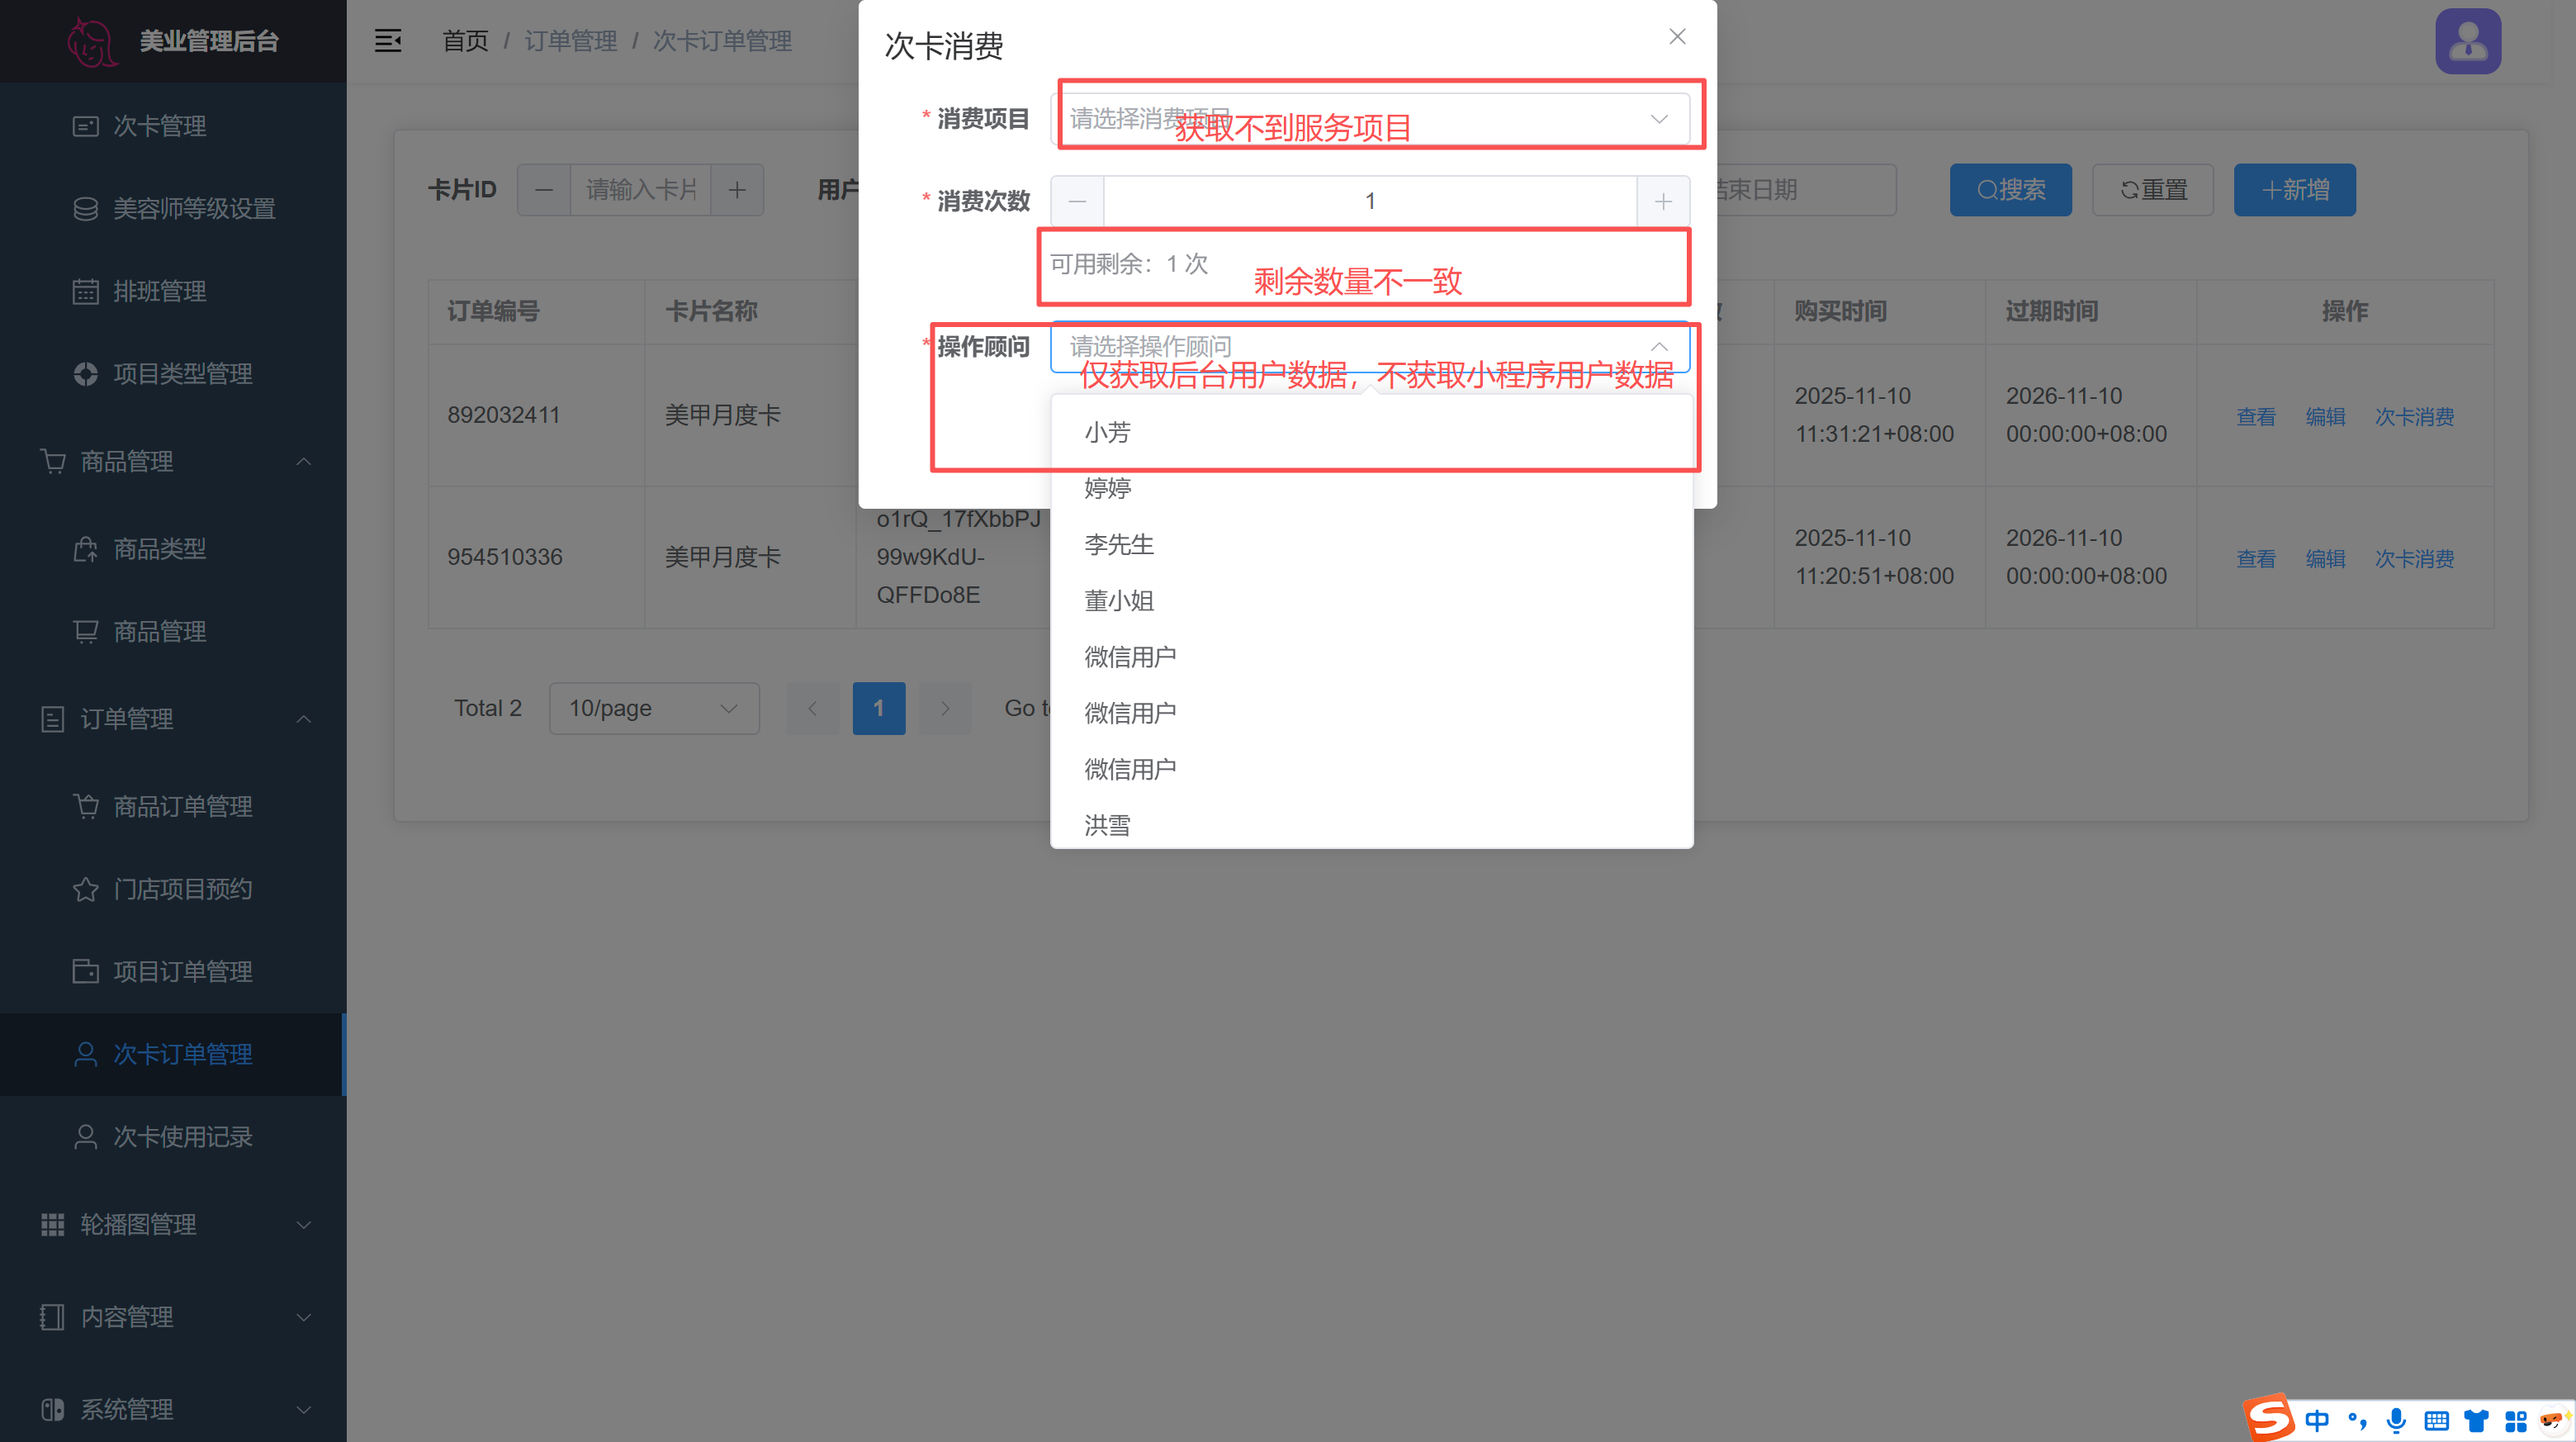 美业管理后台
首页 / 订单管理 / 次卡订单管理
次卡管理
美容师等级设置
排班管理
项目类型管理
商品管理
商品类型
商品管理
订单管理
商品订单管理
门店项目预约
项目订单管理
次卡订单管理
次卡使用记录
轮播图管理
内容管理
系统管理
卡片ID
请输入卡片
用户
结束日期
搜索
重置
新增
订单编号
卡片名称
购买时间
过期时间
操作
892032411
美甲月度卡
2025-11-10
11:31:21+08:00
2026-11-10
00:00:00+08:00
查看 编辑 次卡消费
954510336
美甲月度卡
o1rQ_17fXbbPJ
99w9KdU-
QFFDo8E
2025-11-10
11:20:51+08:00
2026-11-10
00:00:00+08:00
查看 编辑 次卡消费
Total 2
10/page
1
Go
次卡消费
* 消费项目
请选择消费项目
获取不到服务项目
* 消费次数
1
可用剩余：1 次
剩余数量不一致
* 操作顾问
请选择操作顾问
仅获取后台用户数据，不获取小程序用户数据
小芳
婷婷
李先生
董小姐
微信用户
微信用户
微信用户
洪雪
中